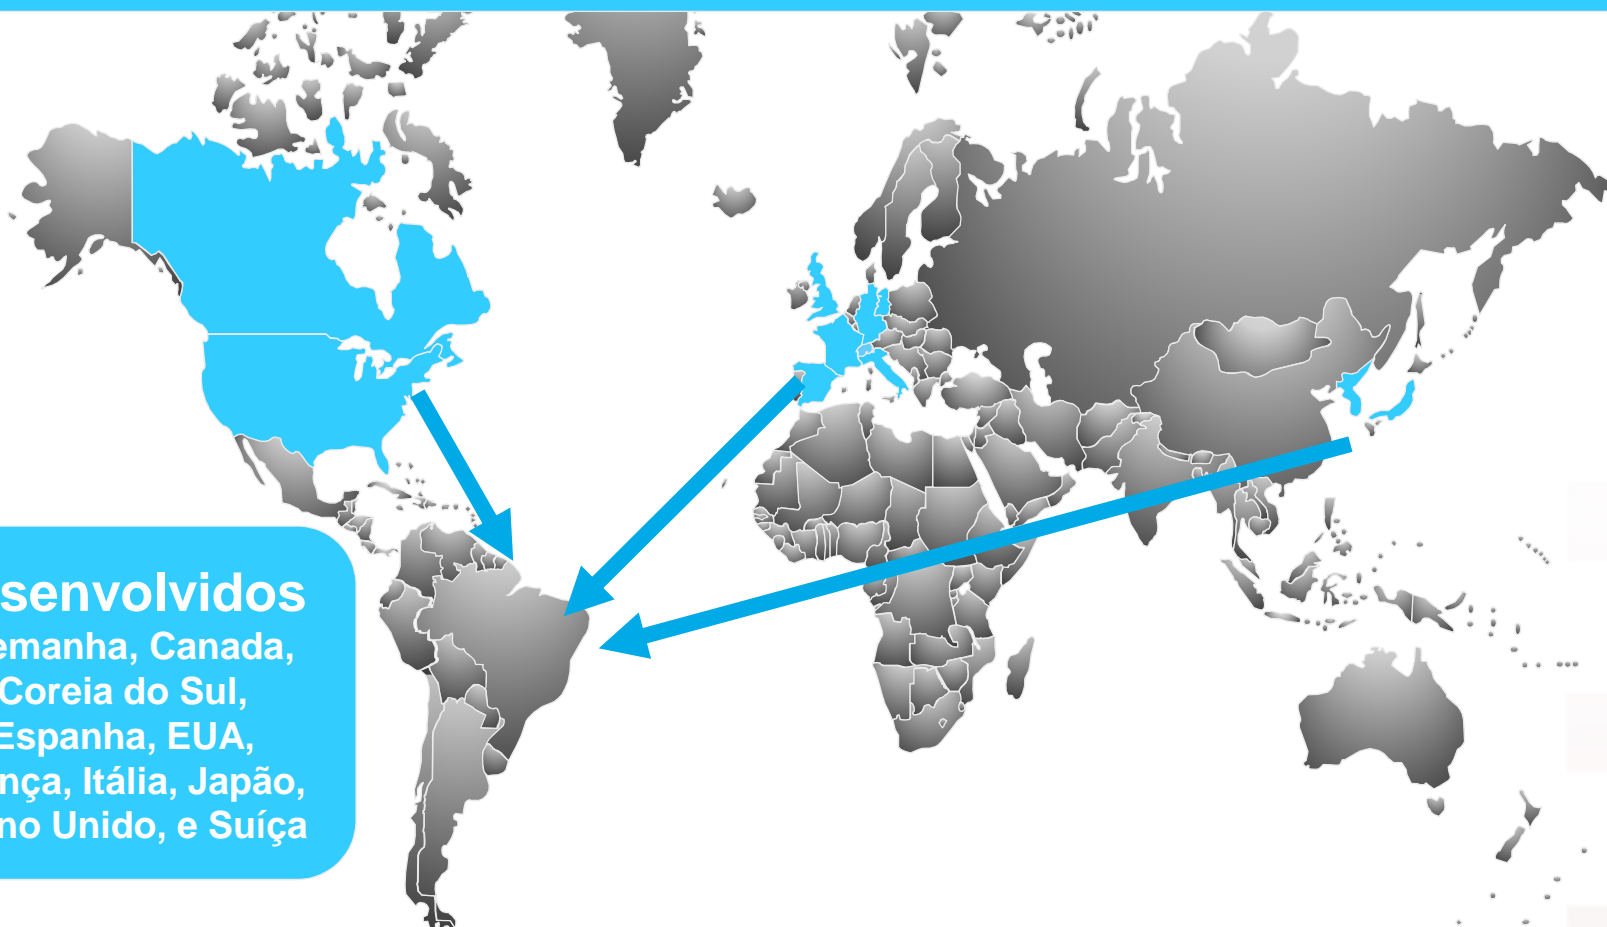 senvolvidos
emanha, Canada,
Coreia do Sul,
Espanha, EUA,
nça, Itália, Japão,
no Unido, e Suíça